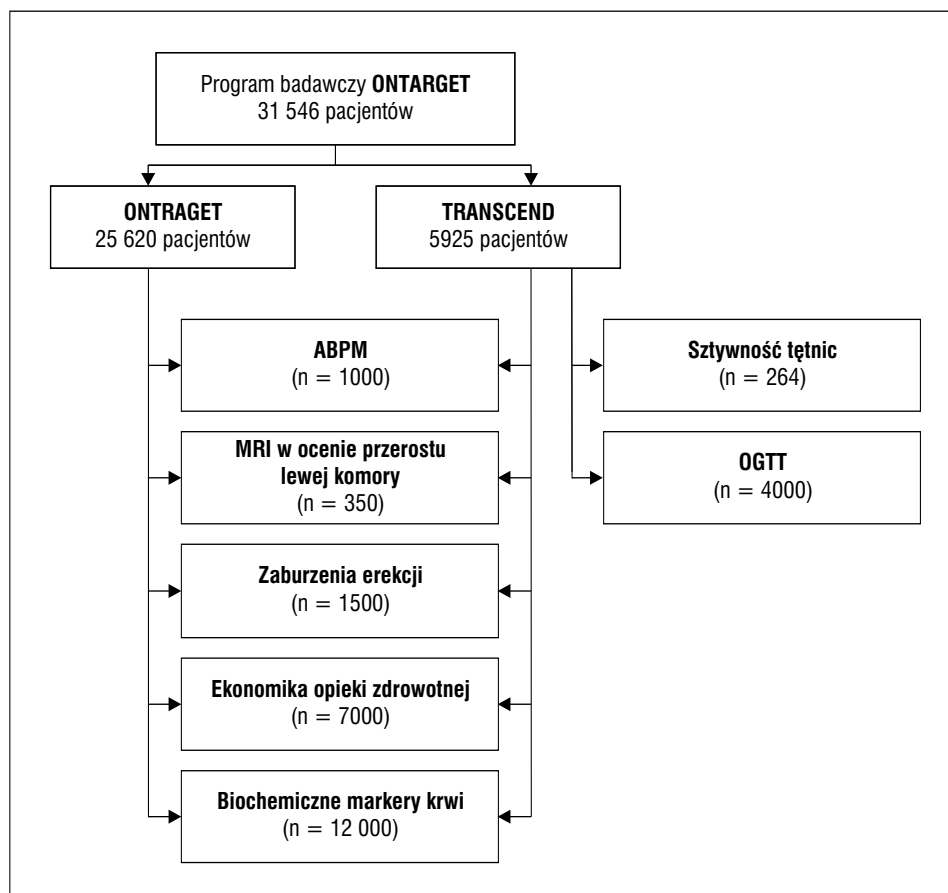 Program badawczy ONTARGET
31 546 pacjentów
ONTRAGET
25 620 pacjentów
TRANSCEND
5925 pacjentów
ABPM
(n = 1000)
Sztywność tętnic
(n = 264)
MRI w ocenie przerostu
lewej komory
(n = 350)
OGTT
(n = 4000)
Zaburzenia erekcji
(n = 1500)
Ekonomika opieki zdrowotnej
(n = 7000)
Biochemiczne markery krwi
(n = 12 000)